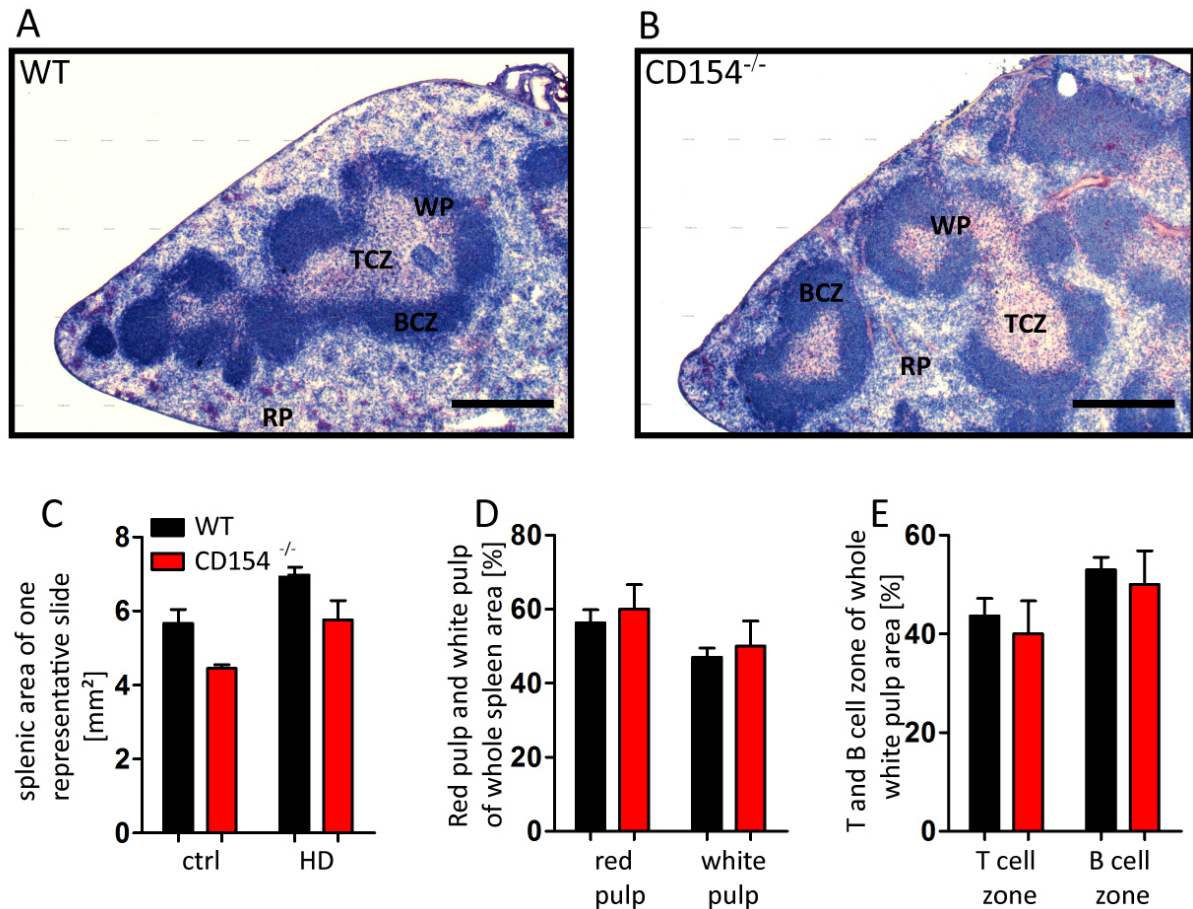 A
B
WT
CD154-/-
WP
TCZ
BCZ
RP
WP
BCZ
TCZ
RP
C
D
E
WT
CD154 -/-
splenic area of one
representative slide
[mm²]
8
6
4
2
0
ctrl
HD
Red pulp and white pulp
of whole spleen area [%]
80
60
40
20
0
red
pulp
white
pulp
T and B cell zone of whole
white pulp area [%]
60
40
20
0
T cell
zone
B cell
zone